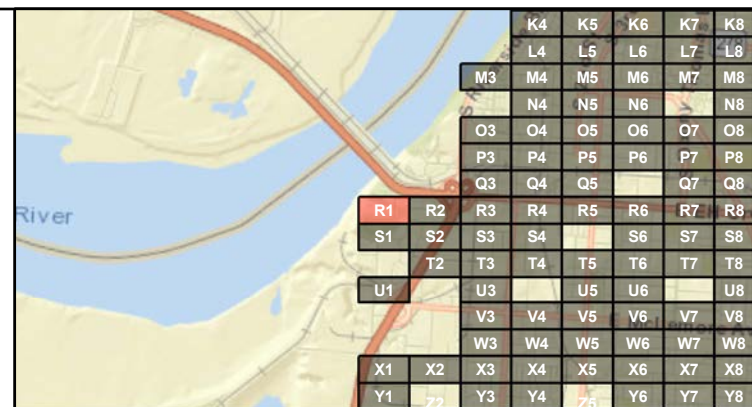 K4 K5 K6 K7 K8
L4 L5 L6 L7 L8
M3 M4 M5 M6 M7 M8
N4 N5 N6 N8
O3 O4 O5 O6 O7 O8
P3 P4 P5 P6 P7 P8
Q3 Q4 Q5 Q7 Q8
River
R1 R2 R3 R4 R5 R6 R7 R8
S1 S2 S3 S4 S6 S7 S8
T2 T3 T4 T5 T6 T7 T8
U1 U3 U5 U6 U8
V3 V4 V5 V6 V7 V8
W3 W4 W5 W6 W7 W8
X1 X2 X3 X4 X5 X6 X7 X8
Y1 Y3 Y4 Y6 Y7 Y8
Z2 Z5